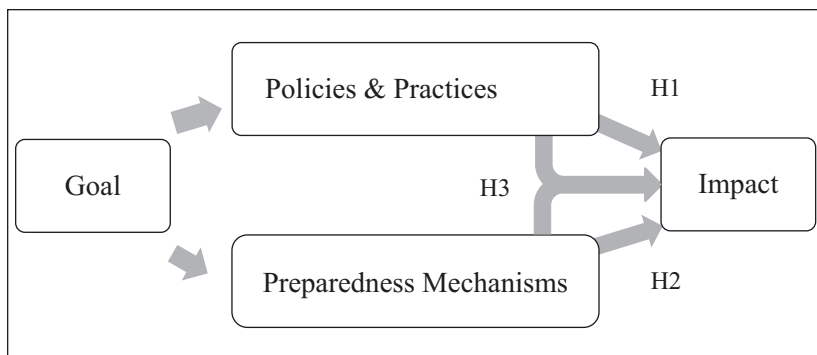 Policies & Practices
H1
Goal
H3
Impact
Preparedness Mechanisms
H2